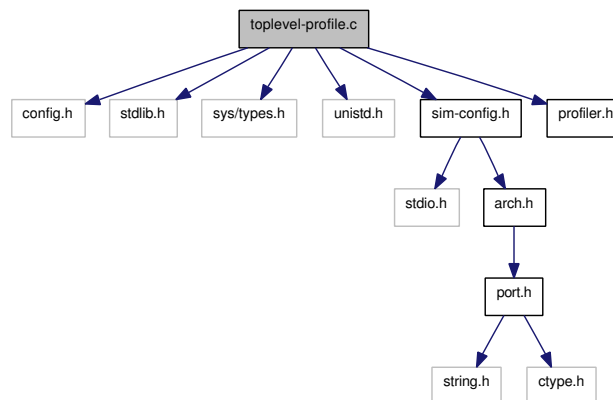 toplevel-profile.c
config.h
stdlib.h
sys/types.h
unistd.h
sim-config.h
profiler.h
stdio.h
arch.h
port.h
string.h
ctype.h